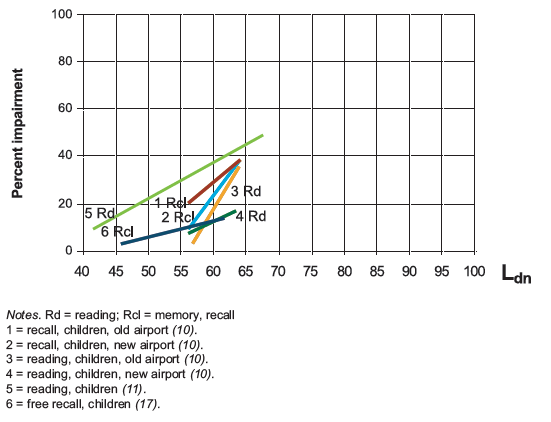 100
80
60
40
20
0
Percent impairment
1 Rcl
3 Rd
5 Rd
2 Rcl
4 Rd
6 Rcl
40 45 50 55 60 65 70 75 80 85 90 95 100
Ldn
Notes. Rd = reading; Rcl = memory, recall
1 = recall, children, old airport (10).
2 = recall, children, new airport (10).
3 = reading, children, old airport (10).
4 = reading, children, new airport (10).
5 = reading, children (11).
6 = free recall, children (17).